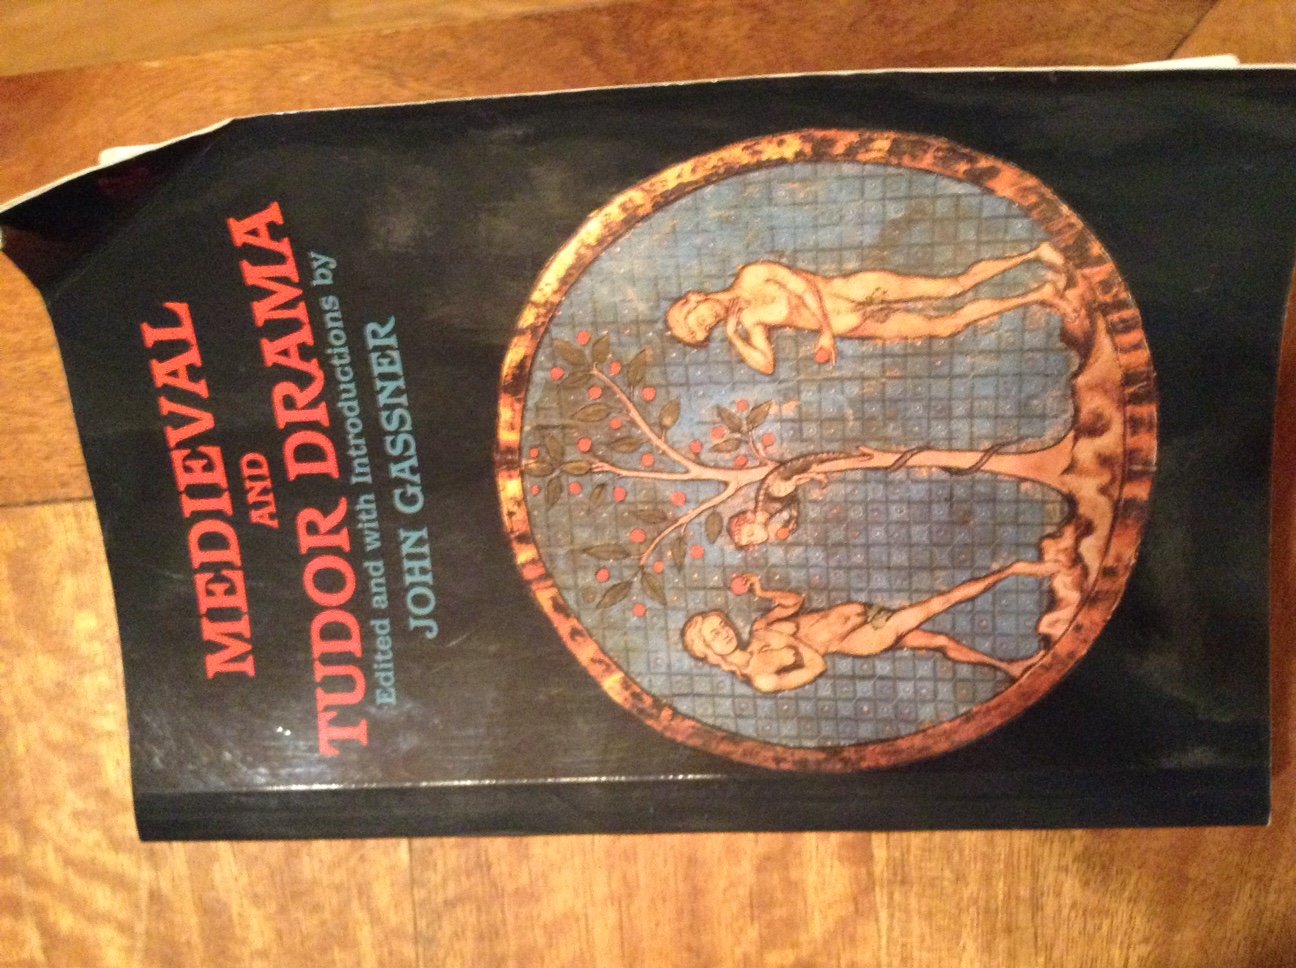 MEDIEVAL
AND
TUDOR DRAMA
Edited and with Introductions by
JOHN GASSNER